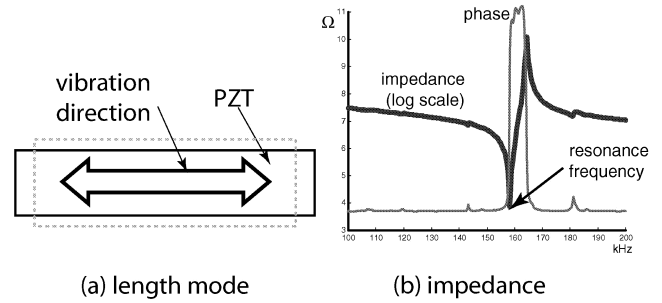 vibration
direction
PZT
(a) length mode
Ω
phase
impedance
(log scale)
resonance
frequency
11
10
9
8
7
6
5
4
3
100 110 120 130 140 150 160 170 180 190 200
kHz
(b) impedance